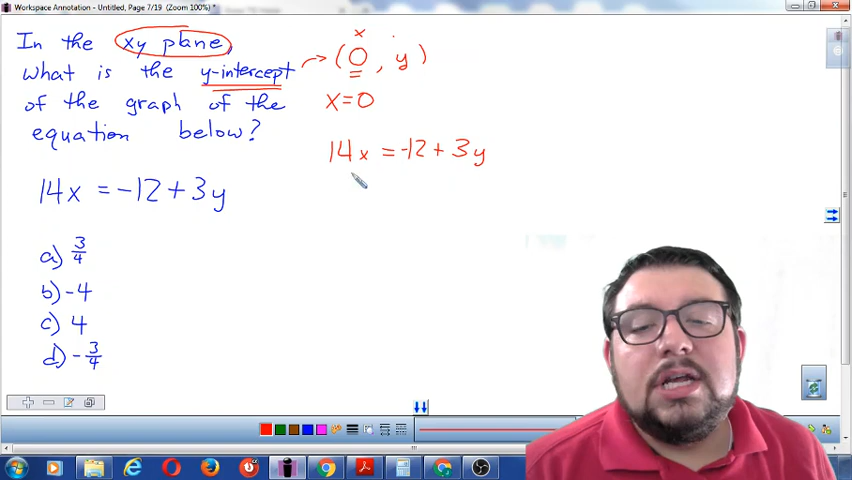 Workspace Annotation - Untitled, Page 7/19 (Zoom 100%) *
In the xy plane,
what is the y-intercept
of the graph of the
equation below?
14x = -12 + 3y
a) 3/4
b) -4
c) 4
d) -3/4
x
(0, y)
x=0
14x = -12 + 3y